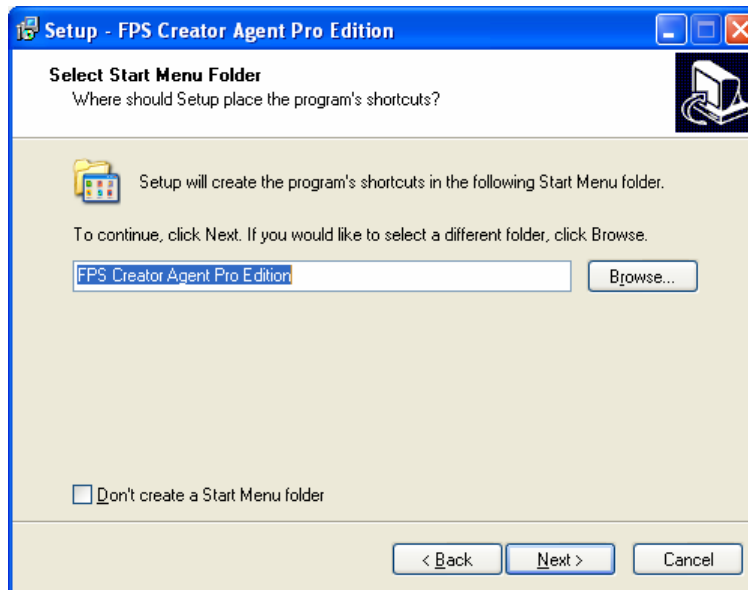 Setup - FPS Creator Agent Pro Edition
Select Start Menu Folder
Where should Setup place the program's shortcuts?
Setup will create the program's shortcuts in the following Start Menu folder.
To continue, click Next. If you would like to select a different folder, click Browse.
FPS Creator Agent Pro Edition
Browse...
Don't create a Start Menu folder
< Back
Next >
Cancel